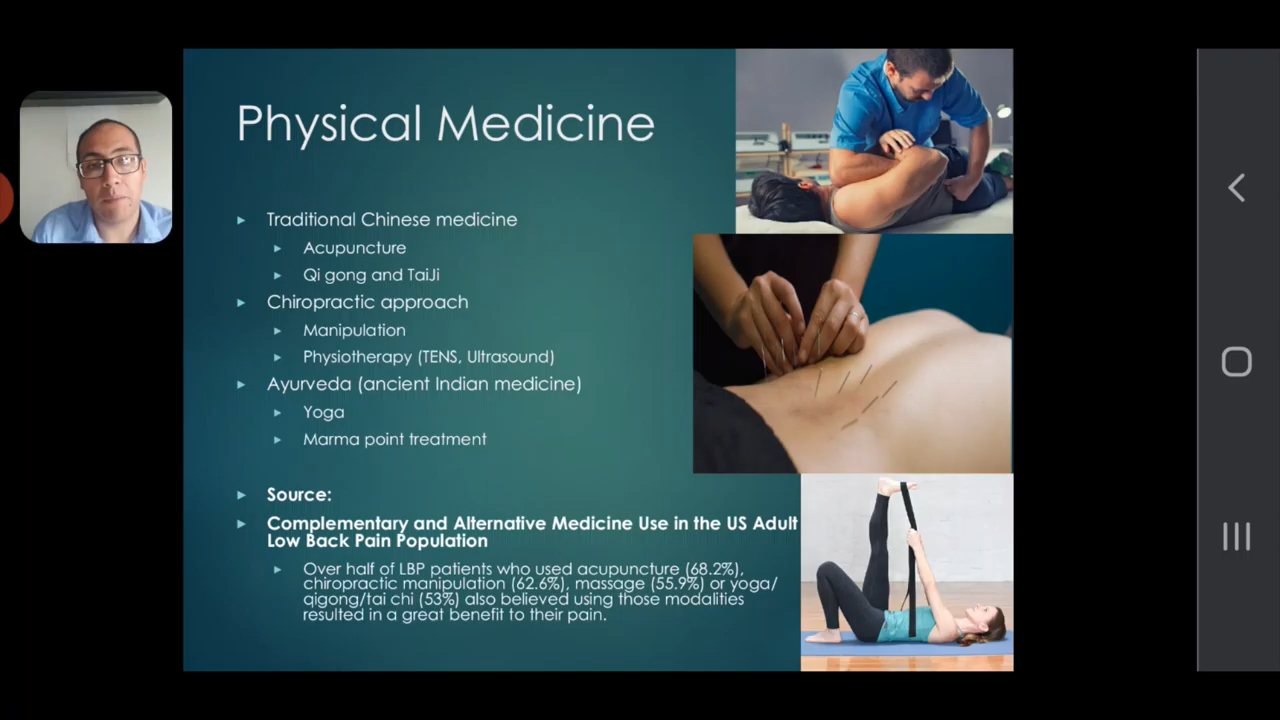 Physical Medicine
Traditional Chinese medicine
Acupuncture
Qi gong and TaiJi
Chiropractic approach
Manipulation
Physiotherapy (TENS, Ultrasound)
Ayurveda (ancient Indian medicine)
Yoga
Marma point treatment
Source:
Complementary and Alternative Medicine Use in the US Adult
Low Back Pain Population
Over half of LBP patients who used acupuncture (68.2%),
chiropractic manipulation (62.6%), massage (55.9%) or yoga/
qigong/tai chi (53%) also believed using those modalities
resulted in a great benefit to their pain.